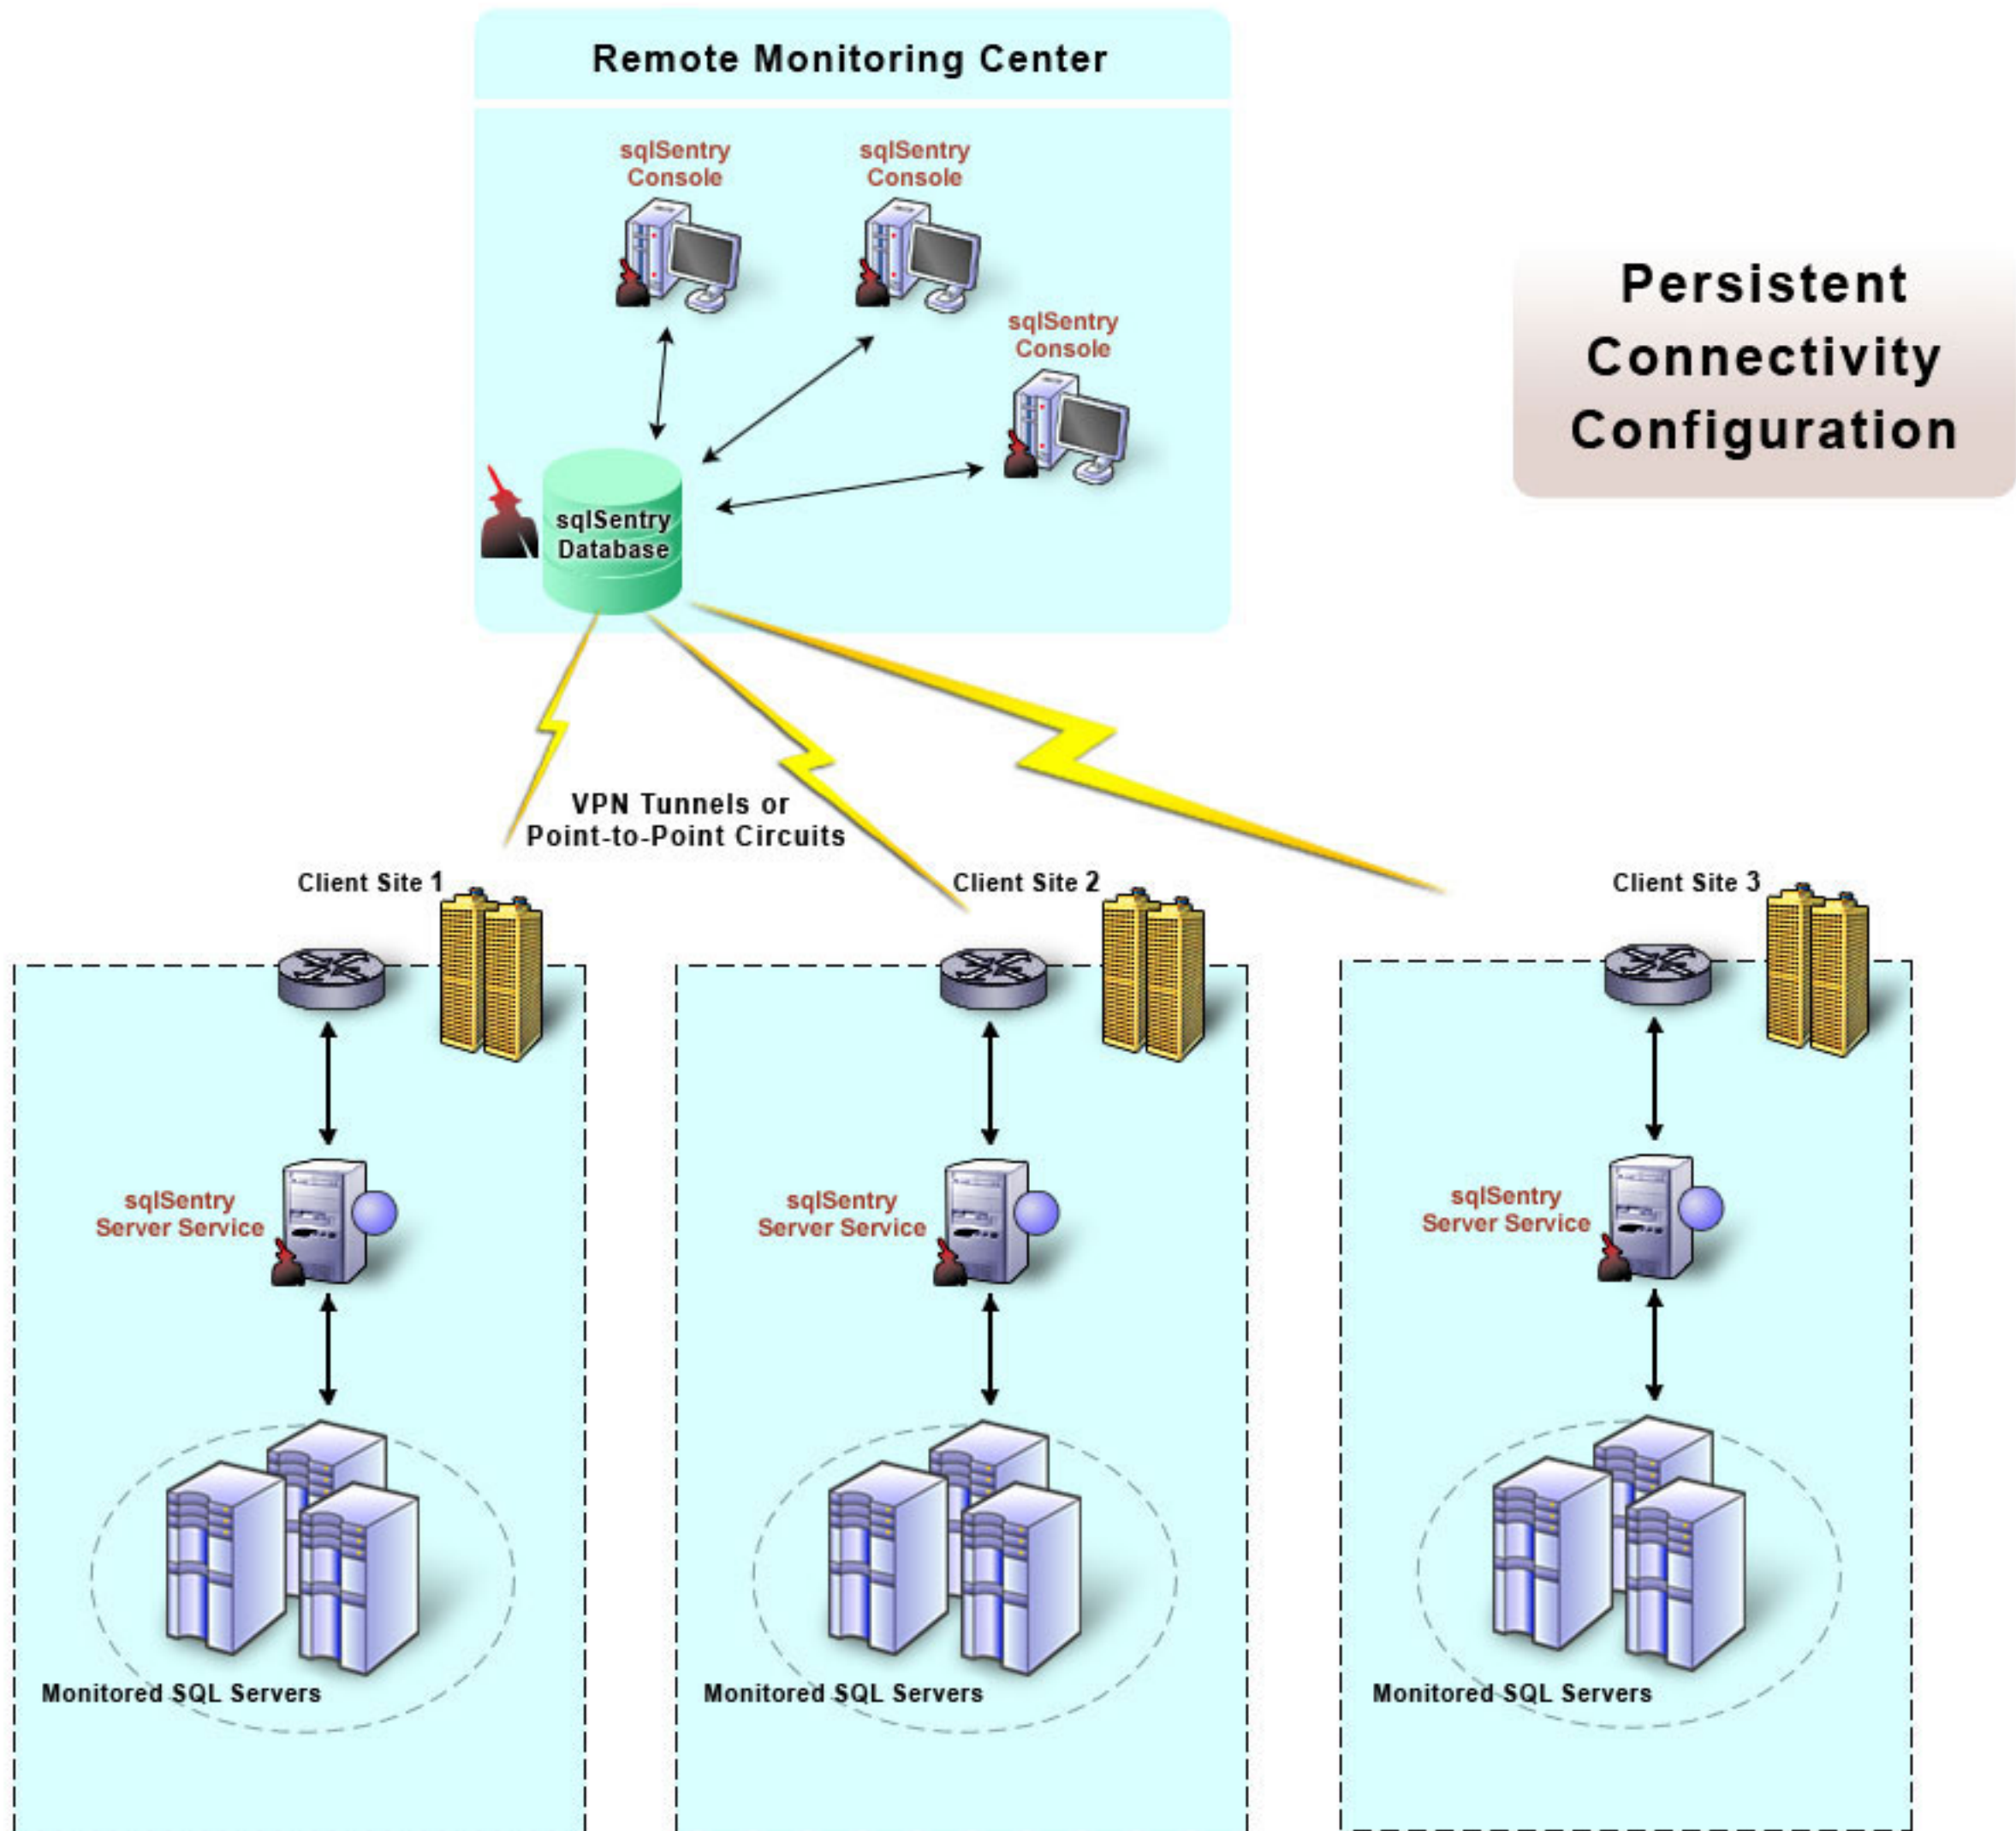 Remote Monitoring Center
sqlSentry
Console
sqlSentry
Console
sqlSentry
Console
Persistent
Connectivity
Configuration
sqlSentry
Database
VPN Tunnels or
Point-to-Point Circuits
Client Site 1
Client Site 2
Client Site 3
sqlSentry
Server Service
sqlSentry
Server Service
sqlSentry
Server Service
Monitored SQL Servers
Monitored SQL Servers
Monitored SQL Servers